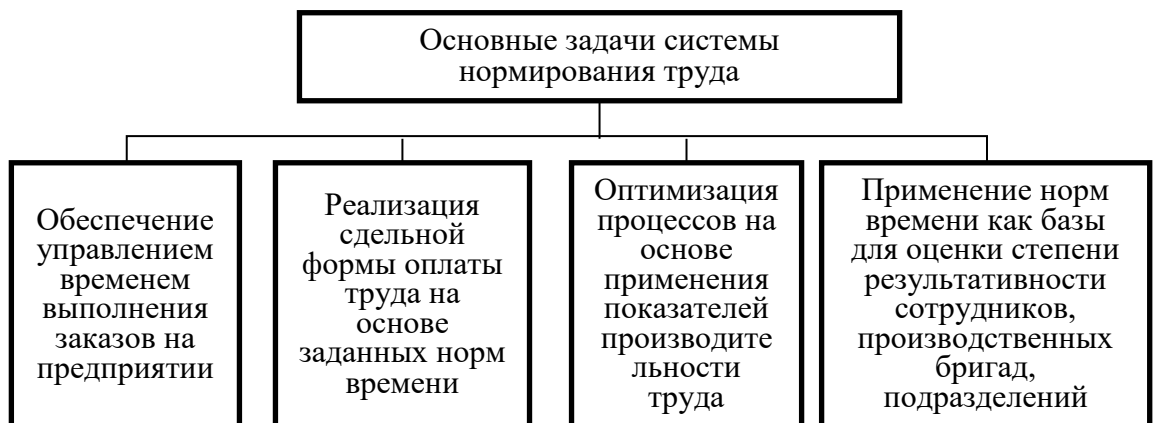 Основные задачи системы
нормирования труда
Обеспечение
управлением
временем
выполнения
заказов на
предприятии
Реализация
сдельной
формы оплаты
труда на
основе
заданных норм
времени
Оптимизация
процессов на
основе
применения
показателей
производите
льности
труда
Применение норм
времени как базы
для оценки степени
результативности
сотрудников,
производственных
бригад,
подразделений